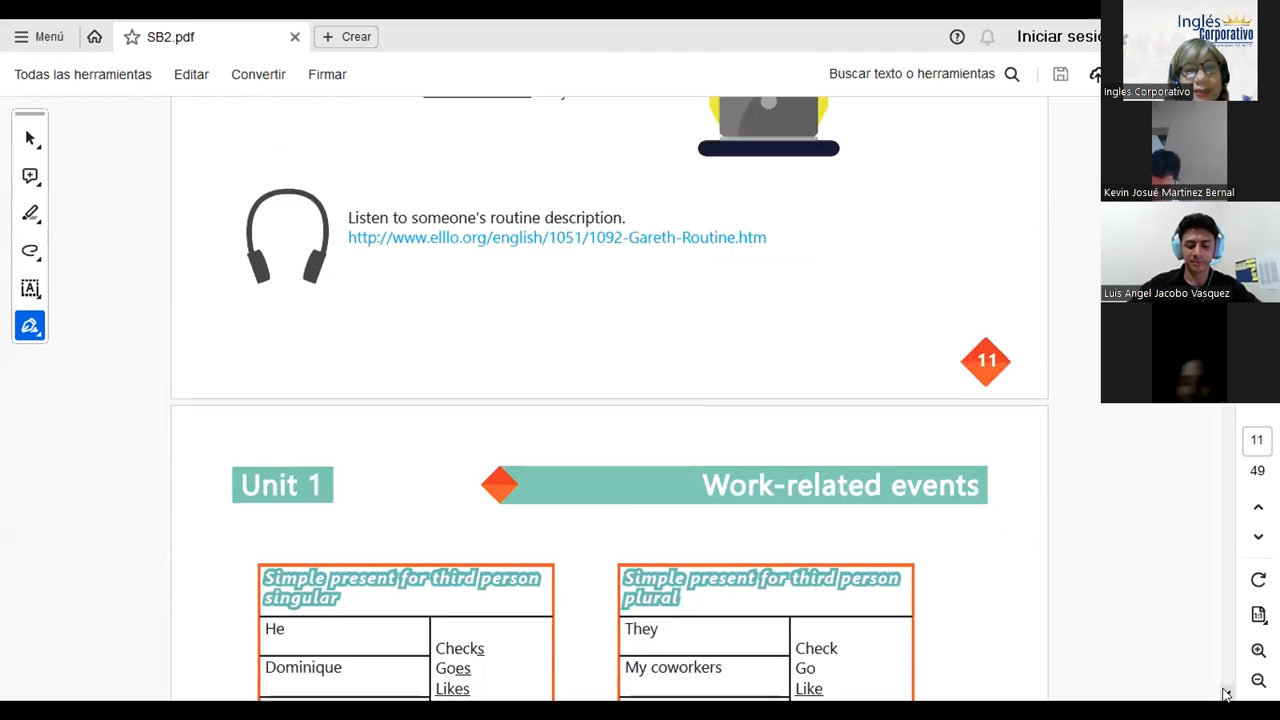 Menú
SB2.pdf
Crear
Iniciar sesi
Todas las herramientas
Editar
Convertir
Firmar
Buscar texto o herramientas
Listen to someone's routine description.
http://www.elllo.org/english/1051/1092-Gareth-Routine.htm
11
Unit 1
Work-related events
Simple present for third person
singular
He
Dominique
Checks
Goes
Likes
Simple present for third person
plural
They
My coworkers
Check
Go
Like
Inglés
Corporativo
Ingles Corporativo
Kevin Josué Martinez Bernal
Luis Angel Jacobo Vasquez
11
49
1:1